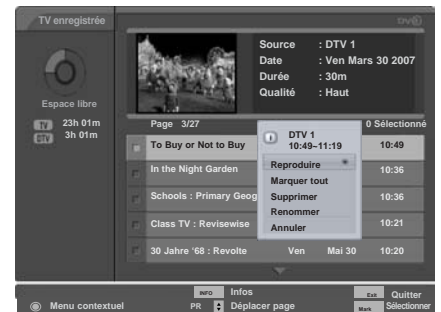 TV enregistrée
DV
Espace libre
TV 23h 01m
DTV 3h 01m
Source : DTV 1
Date : Ven Mars 30 2007
Durée : 30m
Qualité : Haut
Page 3/27
0 Sélectionné
To Buy or Not to Buy 10:49
In the Night Garden 10:36
Schools : Primary Geog 10:36
Class TV : Revisewise 10:21
30 Jahre '68 : Revolte Ven Mai 30 10:20
i DTV 1
10:49~11:19
Reproduire
Marquer tout
Supprimer
Renommer
Annuler
INFO Infos
Exit Quitter
Menu contextuel
PR Déplacer page
Mark Sélectionner